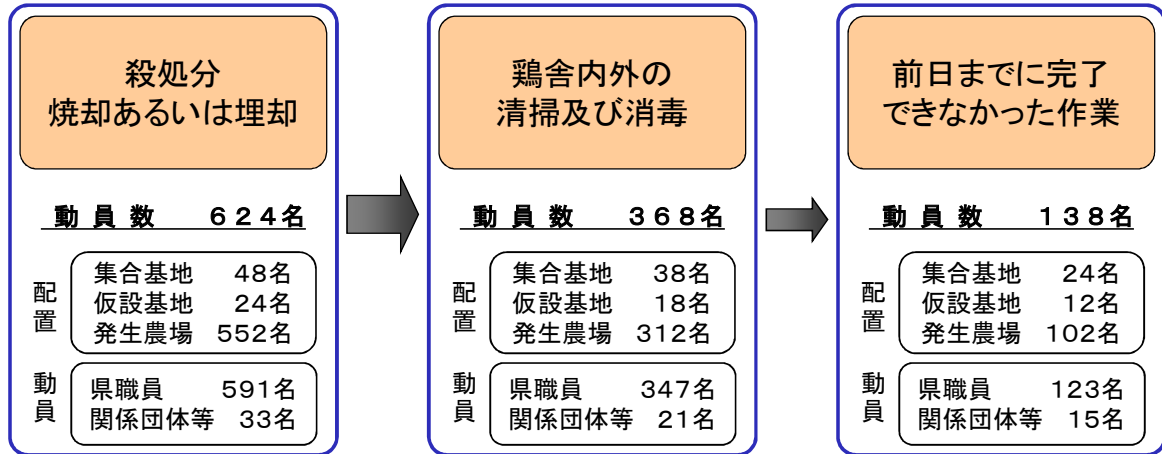 殺処分
焼却あるいは埋却
動員数 624名
配置
集合基地 48名
仮設基地 24名
発生農場 552名
動員
県職員 591名
関係団体等 33名
鶏舎内外の
清掃及び消毒
動員数 368名
配置
集合基地 38名
仮設基地 18名
発生農場 312名
動員
県職員 347名
関係団体等 21名
前日までに完了
できなかった作業
動員数 138名
配置
集合基地 24名
仮設基地 12名
発生農場 102名
動員
県職員 123名
関係団体等 15名